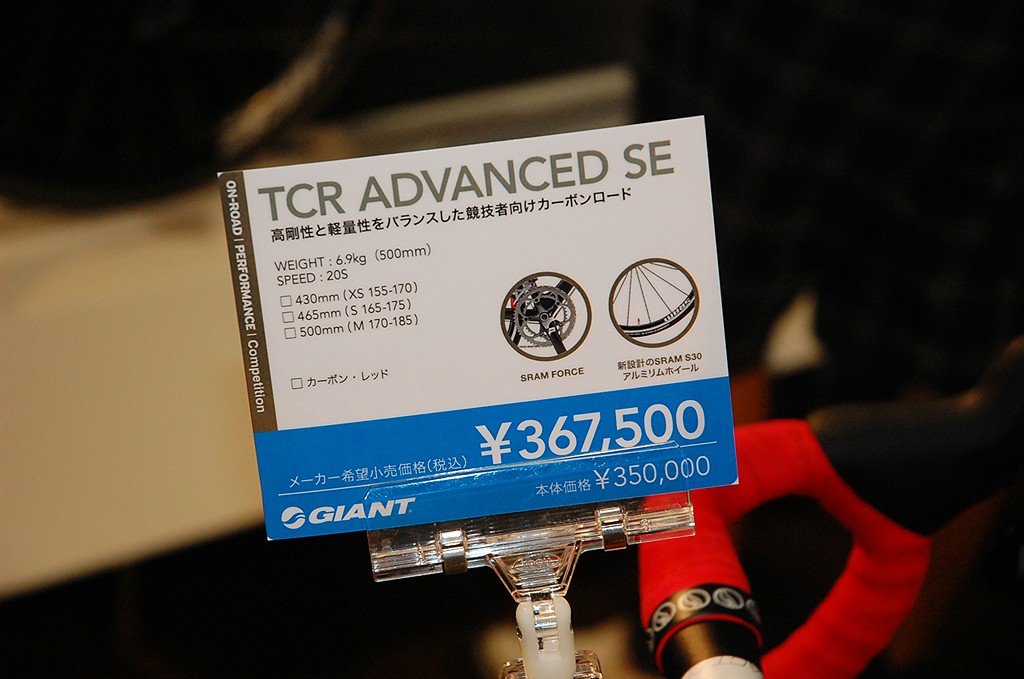 TCR ADVANCED SE
高剛性と軽量性をバランスした競技者向けカーボンロード
ON-ROAD | PERFORMANCE | Competition
WEIGHT : 6.9kg (500mm)
SPEED : 20S
□ 430mm (XS 155-170)
□ 465mm (S 165-175)
□ 500mm (M 170-185)
□ カーボン・レッド
SRAM FORCE
新設計のSRAM S30
アルミリムホイール
メーカー希望小売価格(税込) ¥367,500
本体価格 ¥350,000
GIANT